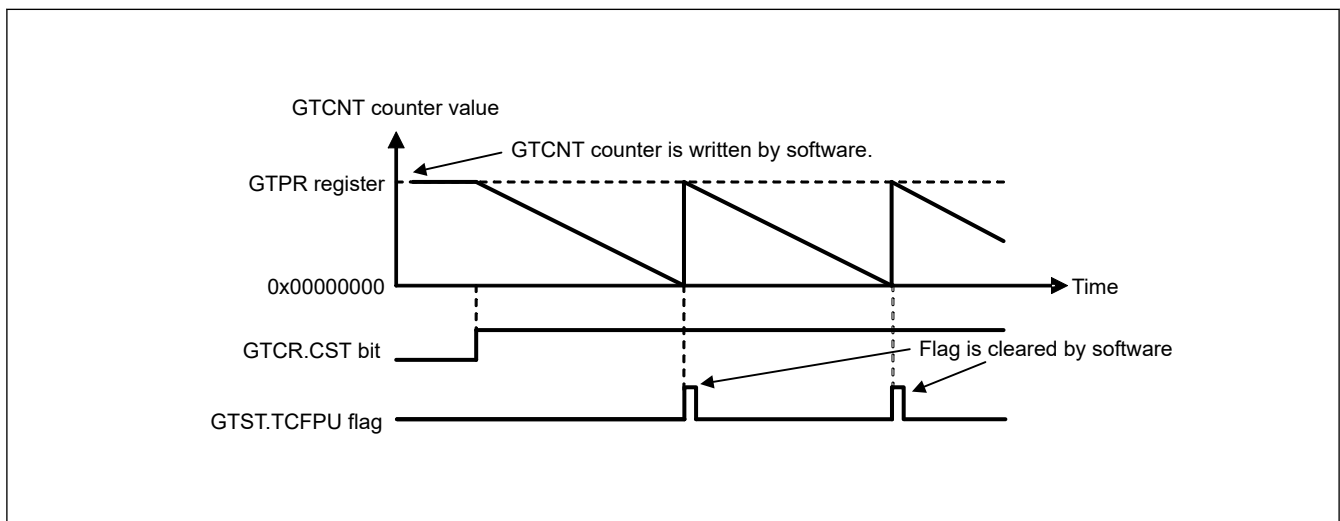 GTCNT counter value
GTCNT counter is written by software.
GTPR register
0x00000000
Time
GTCR.CST bit
Flag is cleared by software
GTST.TCFPU flag